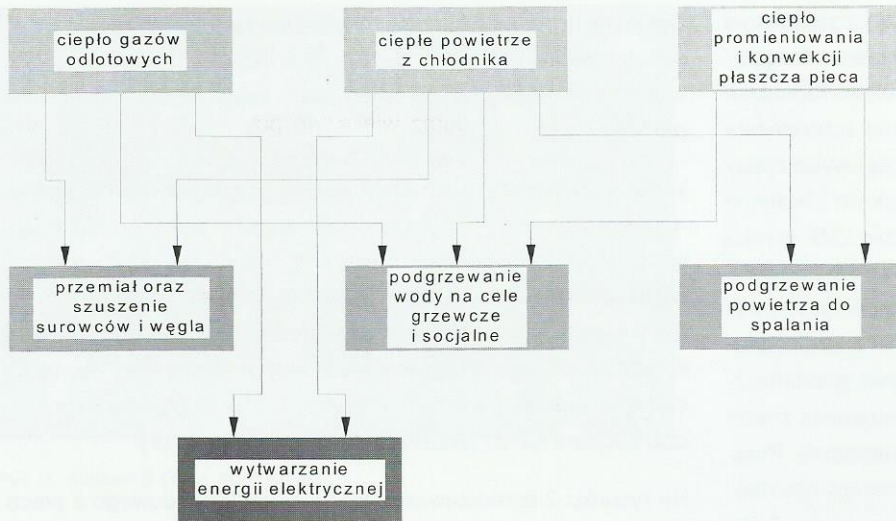 ciepło gazów
odlotowych
ciepłe powietrze
z chłodnika
ciepło
promieniowania
i konwekcji
płaszcza pieca
przemiał oraz
szuszenie
surowców i węgla
podgrzewanie
wody na cele
grzewcze
i socjalne
podgrzewanie
powietrza do
spalania
wytwarzanie
energii elektrycznej